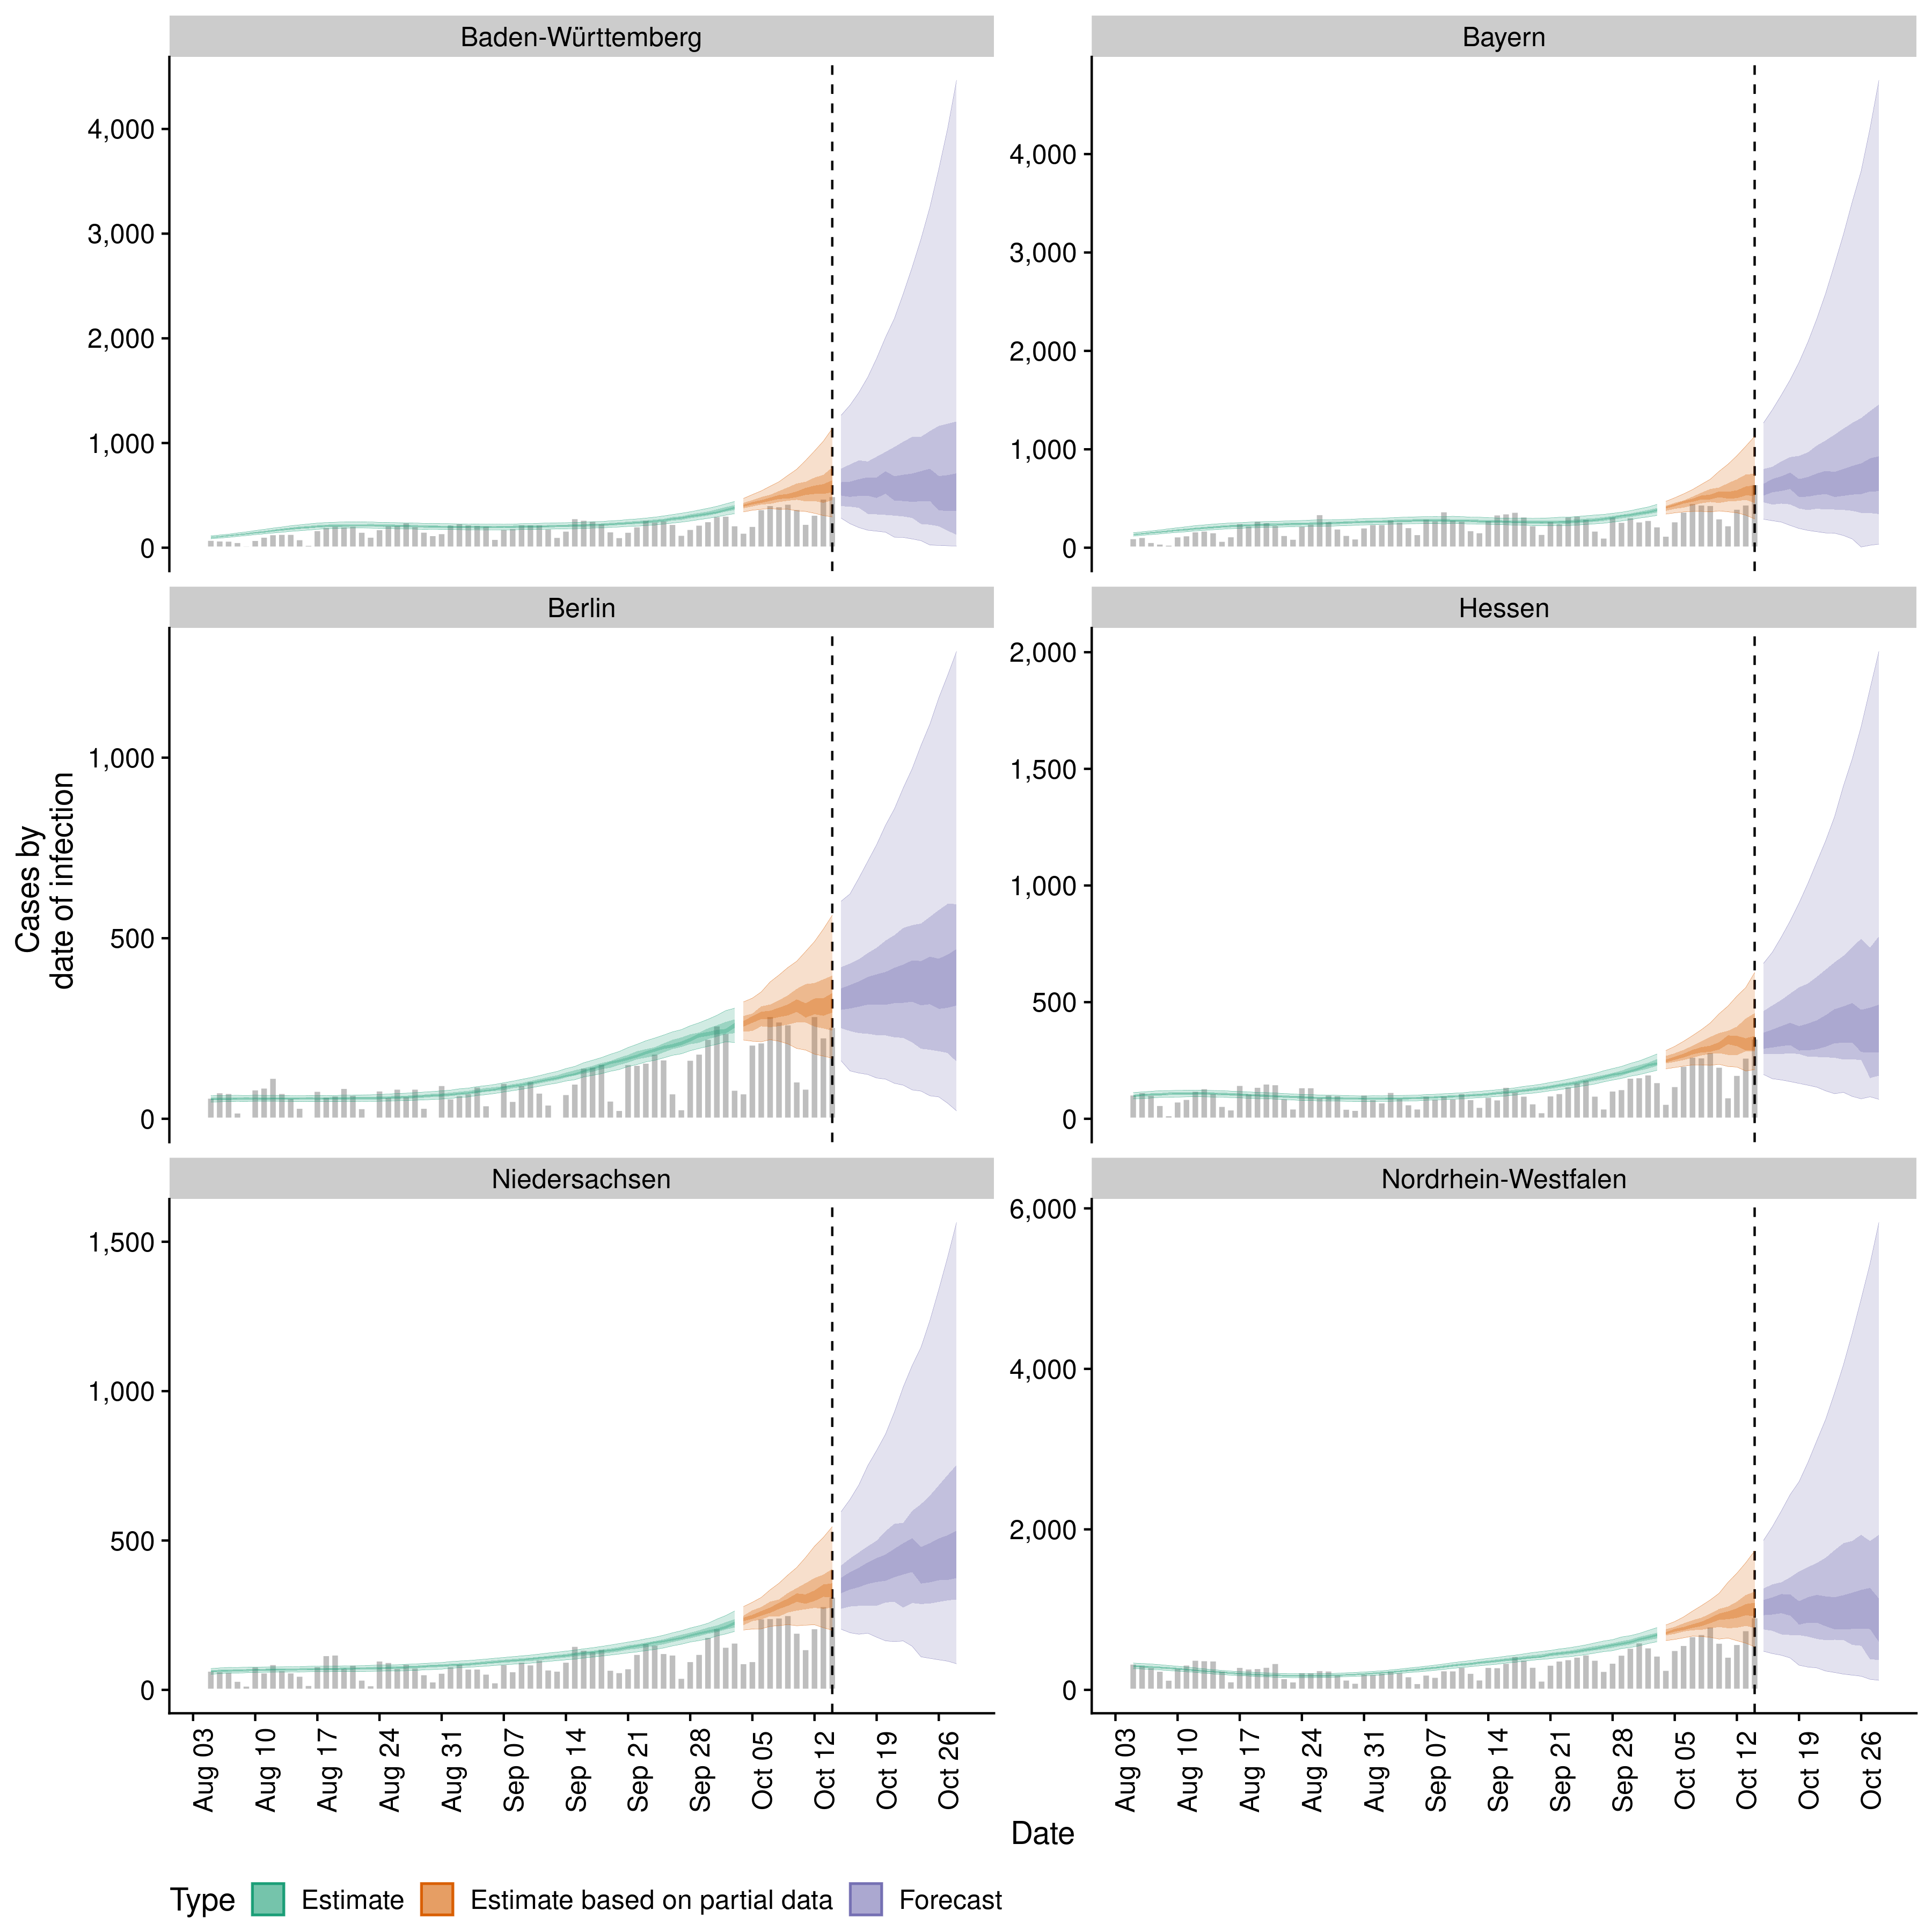 Baden-Württemberg
Bayern
4,000
3,000
2,000
1,000
0
4,000
3,000
2,000
1,000
0
Berlin
Hessen
1,000
500
0
2,000
1,500
1,000
500
0
Cases by
date of infection
Niedersachsen
Nordrhein-Westfalen
1,500
1,000
500
0
6,000
4,000
2,000
0
Aug 03
Aug 10
Aug 17
Aug 24
Aug 31
Sep 07
Sep 14
Sep 21
Sep 28
Oct 05
Oct 12
Oct 19
Oct 26
Aug 03
Aug 10
Aug 17
Aug 24
Aug 31
Sep 07
Sep 14
Sep 21
Sep 28
Oct 05
Oct 12
Oct 19
Oct 26
Date
Type Estimate Estimate based on partial data Forecast